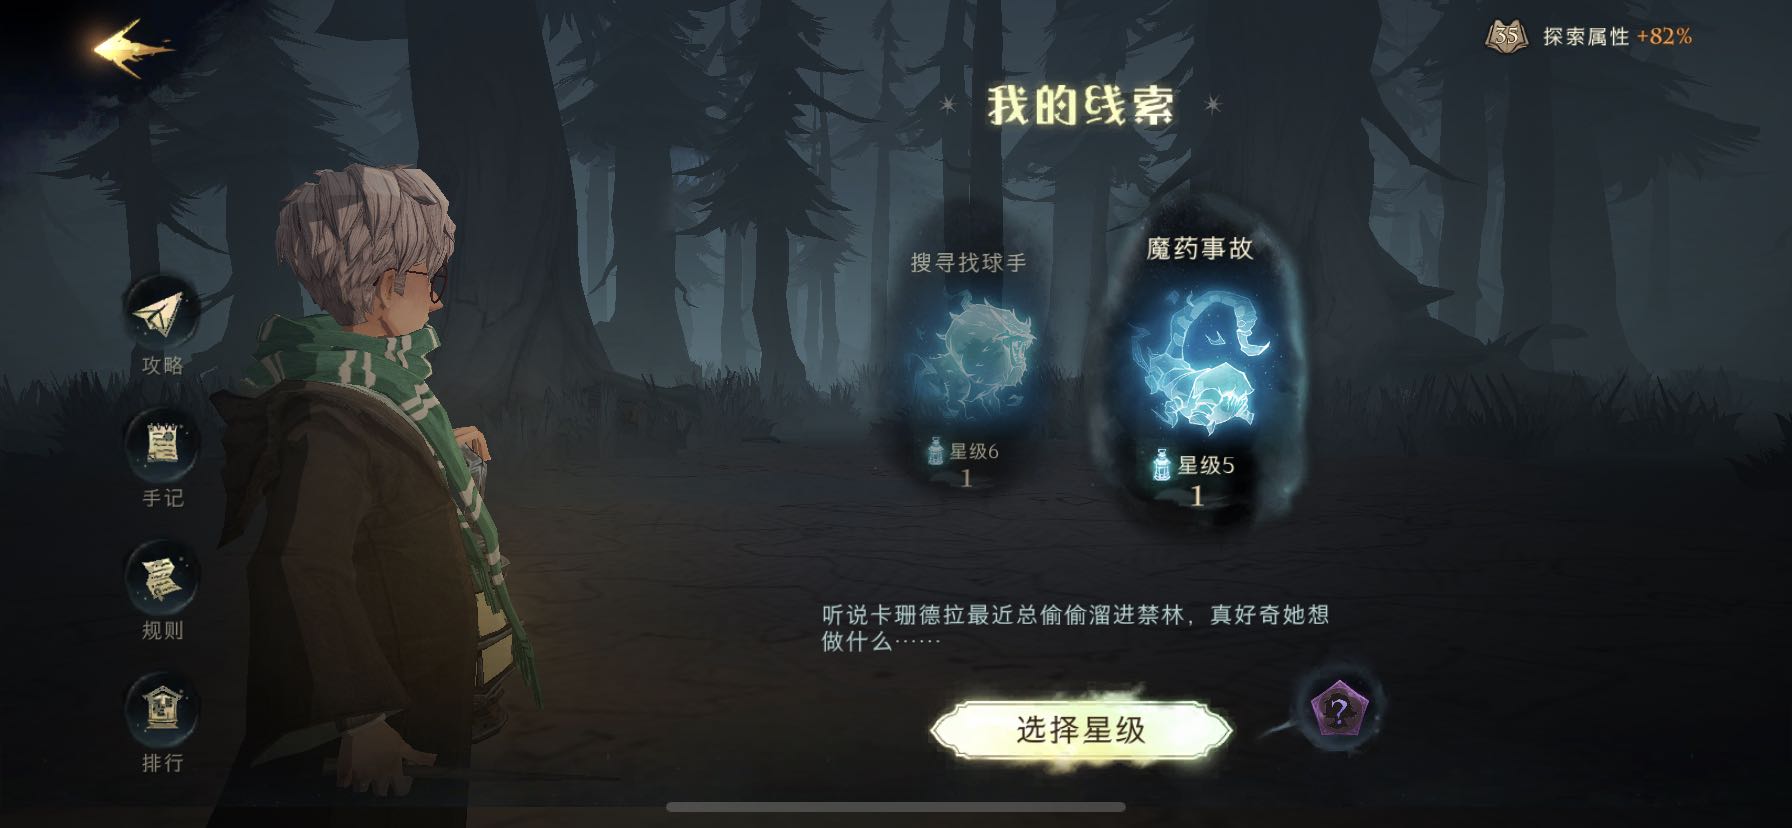 35 探索属性 +82%
我的线索
搜寻找球手
魔药事故
星级6
1
星级5
1
攻略
手记
规则
排行
听说卡珊德拉最近总偷偷溜进禁林，真好奇她想
做什么……
选择星级
?